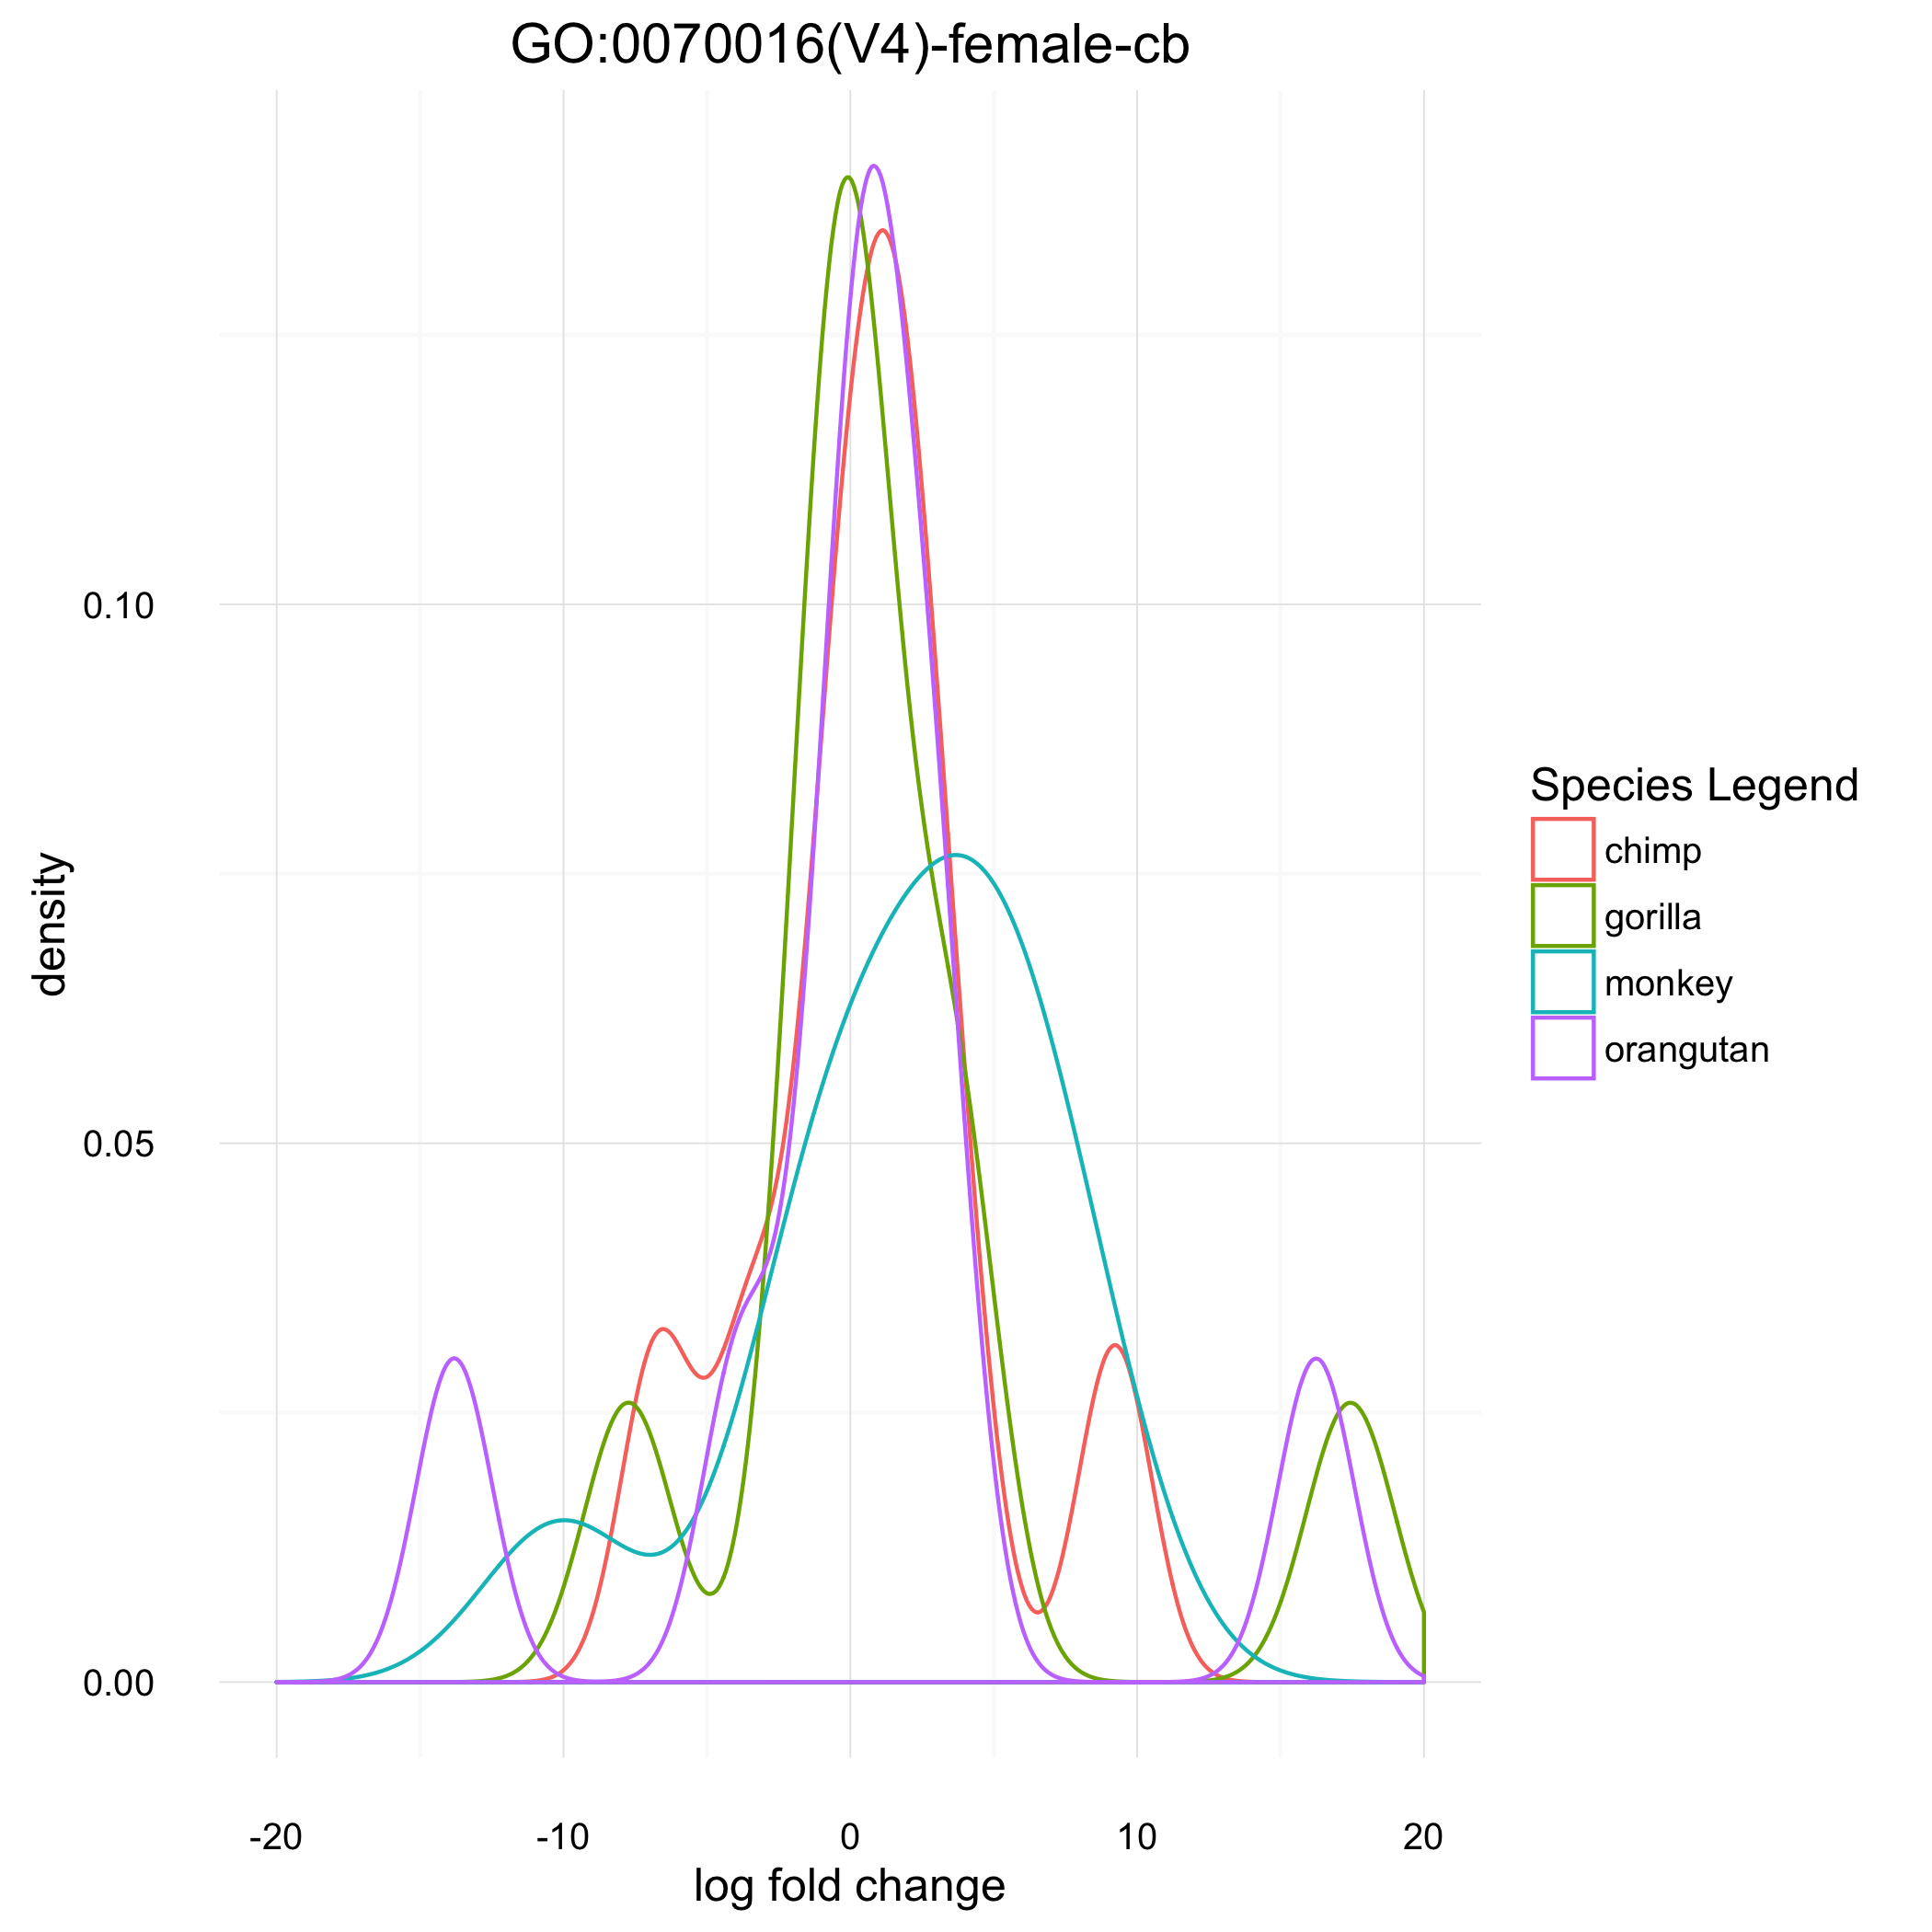 GO:0070016(V4)-female-cb
density
0.10
0.05
0.00
-20 -10 0 10 20
log fold change
Species Legend
chimp
gorilla
monkey
orangutan